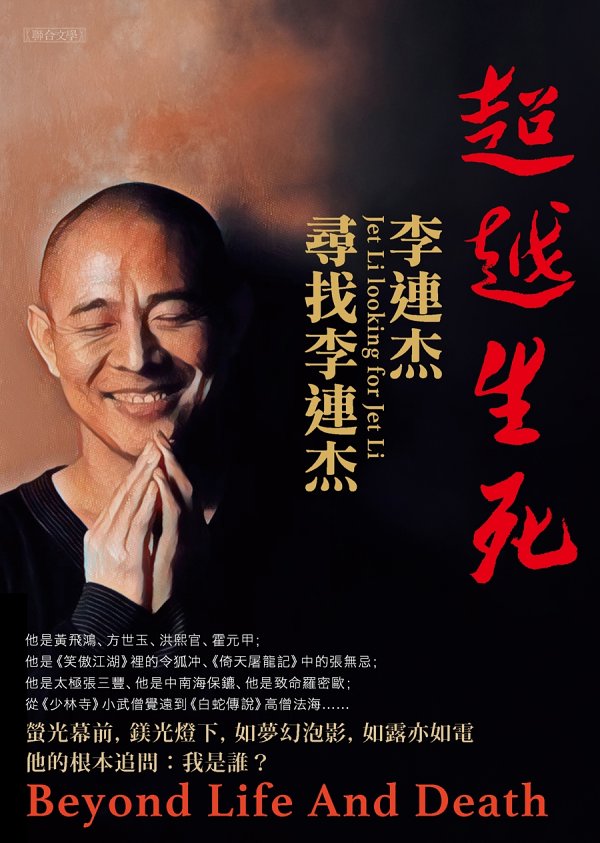 聯合文學
超越生死
李連杰
Jet Li looking for Jet Li
尋找李連杰
他是黃飛鴻、方世玉、洪熙官、霍元甲；
他是《笑傲江湖》裡的令狐冲、《倚天屠龍記》中的張無忌；
他是太極張三豐、他是中南海保鑣、他是致命羅密歐；
從《少林寺》小武僧覺遠到《白蛇傳說》高僧法海……
螢光幕前，鎂光燈下，如夢幻泡影，如露亦如電
他的根本追問：我是誰？
Beyond Life And Death